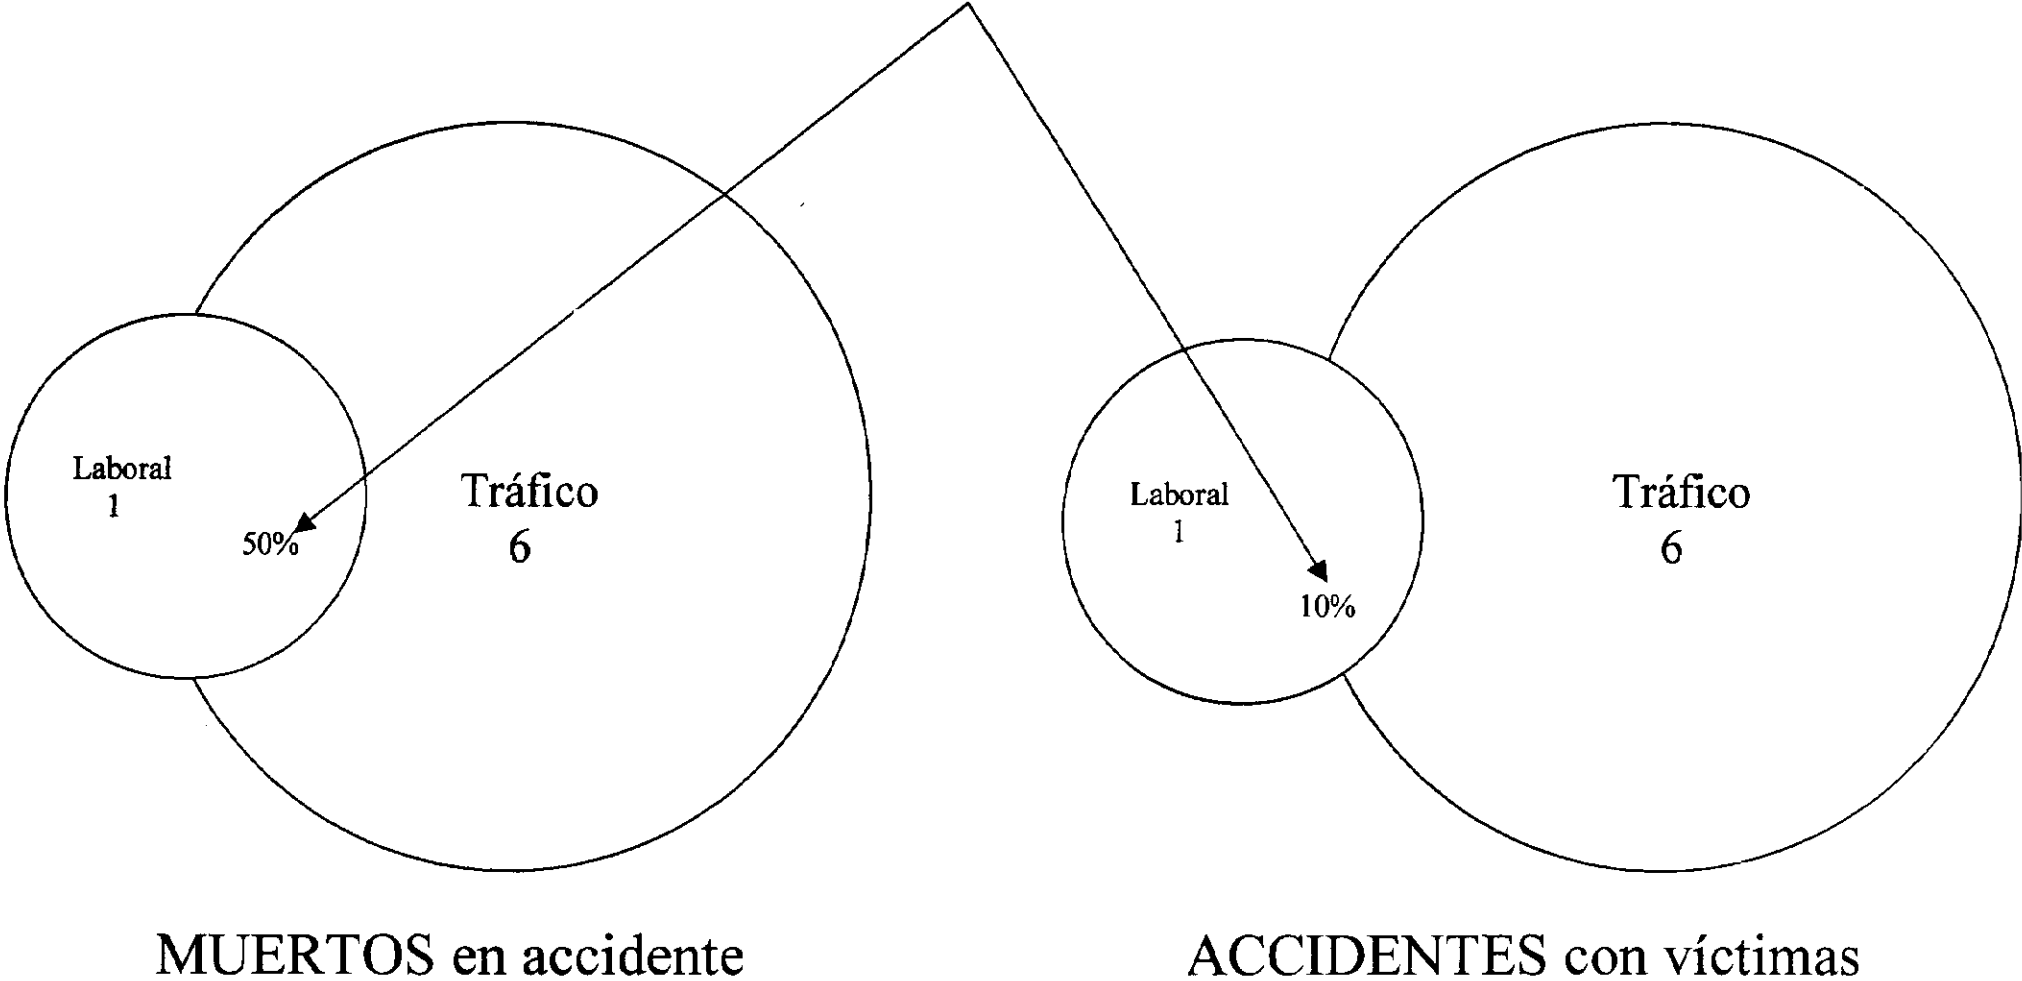 Laboral
1
50%
Tráfico
6
Laboral
1
10%
Tráfico
6
MUERTOS en accidente
ACCIDENTES con víctimas